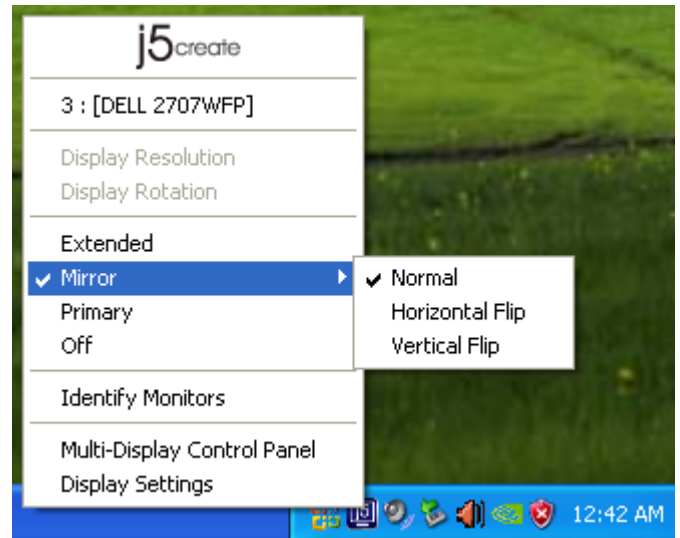 j5create
3 : [DELL 2707WFP]
Display Resolution
Display Rotation
Extended
Mirror
Normal
Primary
Horizontal Flip
Off
Vertical Flip
Identify Monitors
Multi-Display Control Panel
Display Settings
j5
12:42 AM